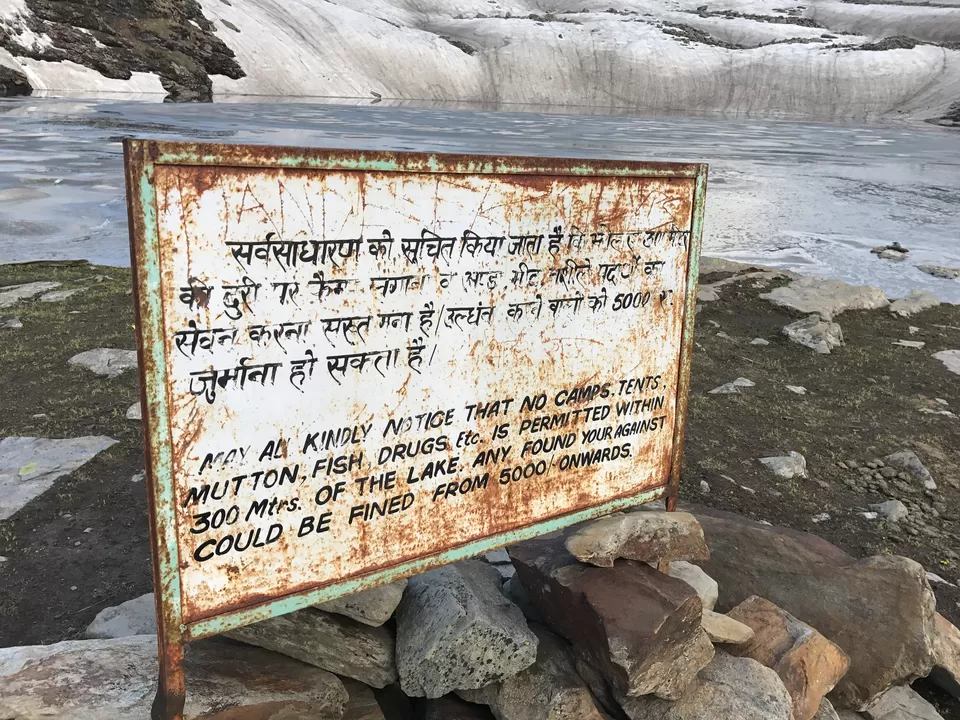 सर्वसाधारण को सूचित किया जाता है कि
की दूरी पर कैम्प लगाना व अण्डे मीट नशीले पदार्थों का
सेवन करना सख्त मना है। उल्घंन करने वालो को 5000 रु
जुर्माना हो सकता है।
MAY ALL KINDLY NOTICE THAT NO CAMPS. TENTS.
MUTTON, FISH, DRUGS Etc. IS PERMITTED WITHIN
300 Mtrs. OF THE LAKE. ANY FOUND YOUR AGAINST
COULD BE FINED FROM 5000/- ONWARDS.